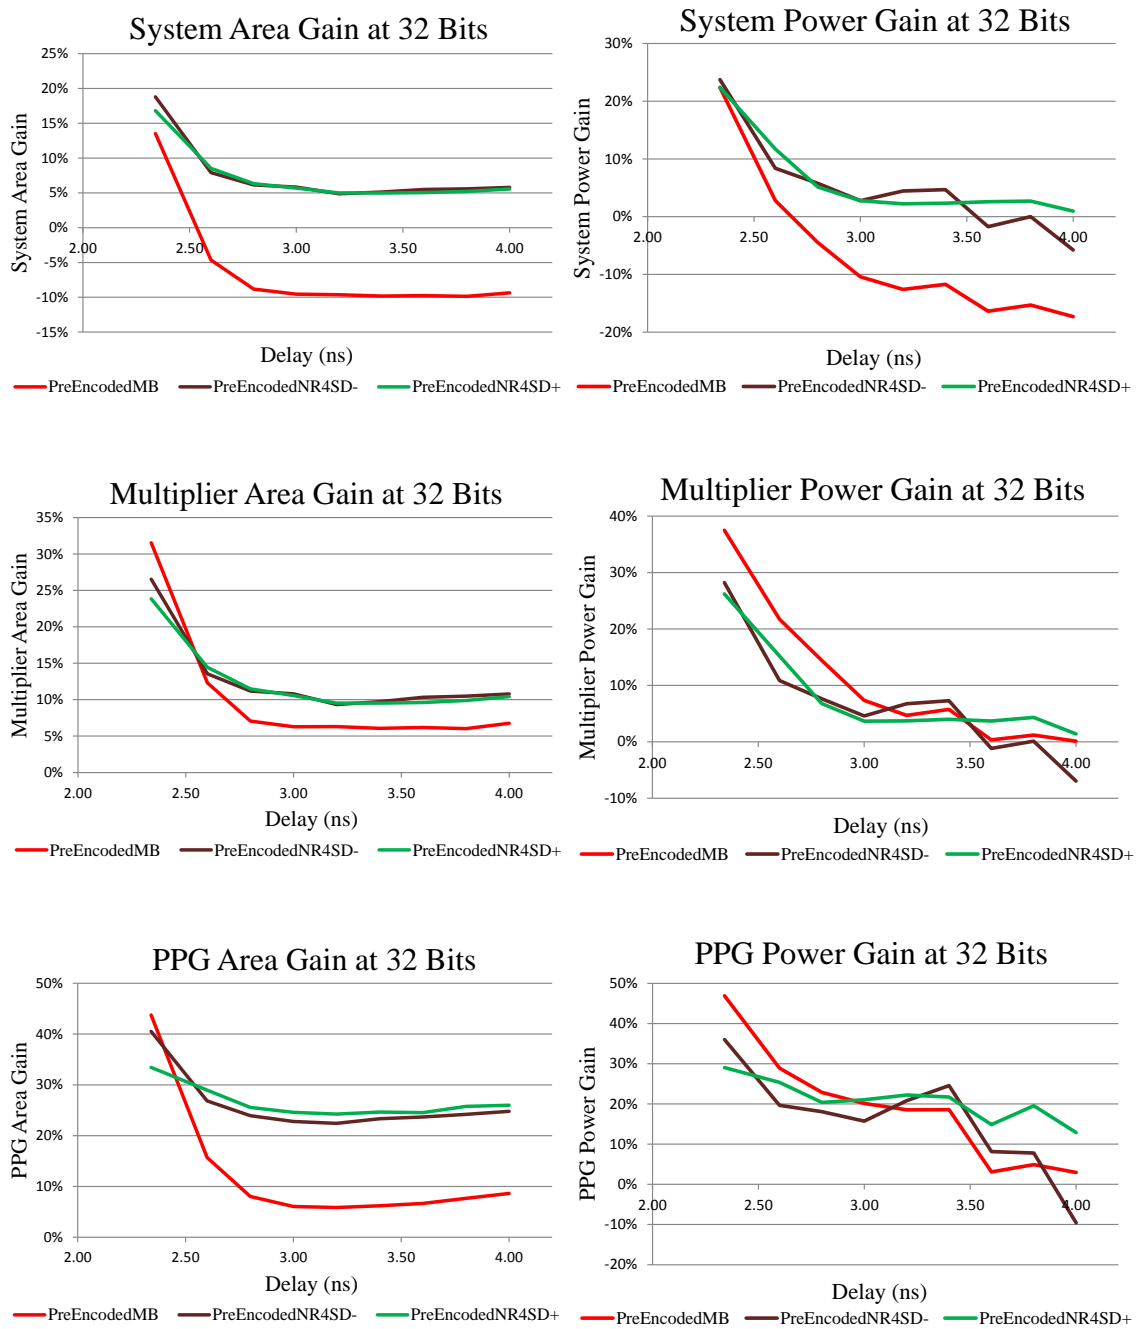 System Area Gain at 32 Bits
25%
20%
15%
10%
5%
0%
-5%
-10%
-15%
System Area Gain
2.00 2.50 3.00 3.50 4.00
Delay (ns)
PreEncodedMB PreEncodedNR4SD- PreEncodedNR4SD+
System Power Gain at 32 Bits
30%
20%
10%
0%
-10%
-20%
System Power Gain
2.00 2.50 3.00 3.50 4.00
Delay (ns)
PreEncodedMB PreEncodedNR4SD- PreEncodedNR4SD+
Multiplier Area Gain at 32 Bits
35%
30%
25%
20%
15%
10%
5%
0%
Multiplier Area Gain
2.00 2.50 3.00 3.50 4.00
Delay (ns)
PreEncodedMB PreEncodedNR4SD- PreEncodedNR4SD+
Multiplier Power Gain at 32 Bits
40%
30%
20%
10%
0%
-10%
Multiplier Power Gain
2.00 2.50 3.00 3.50 4.00
Delay (ns)
PreEncodedMB PreEncodedNR4SD- PreEncodedNR4SD+
PPG Area Gain at 32 Bits
50%
40%
30%
20%
10%
0%
PPG Area Gain
2.00 2.50 3.00 3.50 4.00
Delay (ns)
PreEncodedMB PreEncodedNR4SD- PreEncodedNR4SD+
PPG Power Gain at 32 Bits
50%
40%
30%
20%
10%
0%
-10%
-20%
PPG Power Gain
2.00 2.50 3.00 3.50 4.00
Delay (ns)
PreEncodedMB PreEncodedNR4SD- PreEncodedNR4SD+